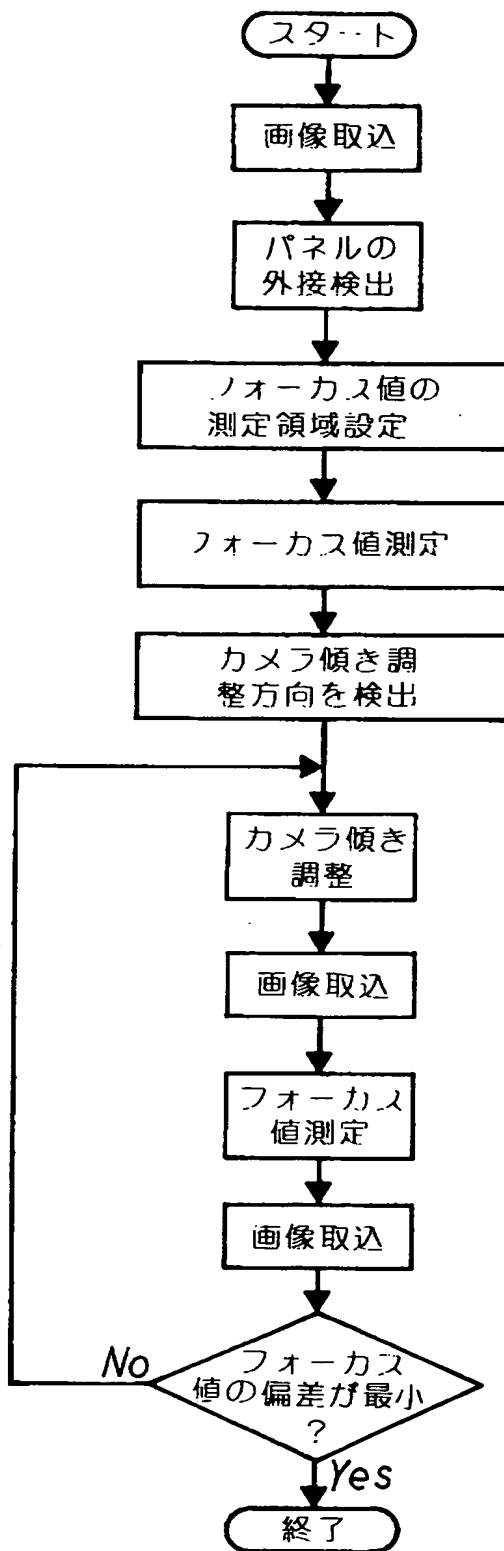 スタート
画像取込
パネルの
外接検出
フォーカス値の
測定領域設定
フォーカス値測定
カメラ傾き調
整方向を検出
カメラ傾き
調整
画像取込
フォーカス
値測定
画像取込
フォーカス
値の偏差が最小
?
No
Yes
終了